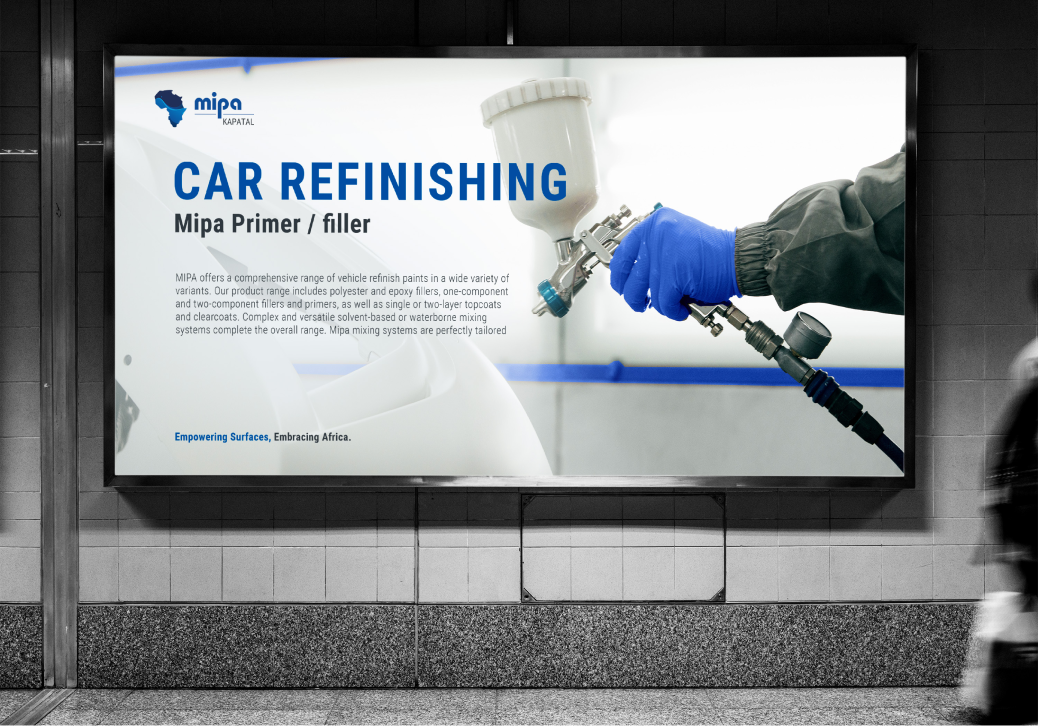 mipa
KAPATAL
CAR REFINISHING
Mipa Primer / filler
MIPA offers a comprehensive range of vehicle refinish paints in a wide variety of
variants. Our product range includes polyester and epoxy fillers, one-component
and two-component fillers and primers, as well as single or two-layer topcoats
and clearcoats. Complex and versatile solvent-based or waterborne mixing
systems complete the overall range. Mipa mixing systems are perfectly tailored
Empowering Surfaces, Embracing Africa.